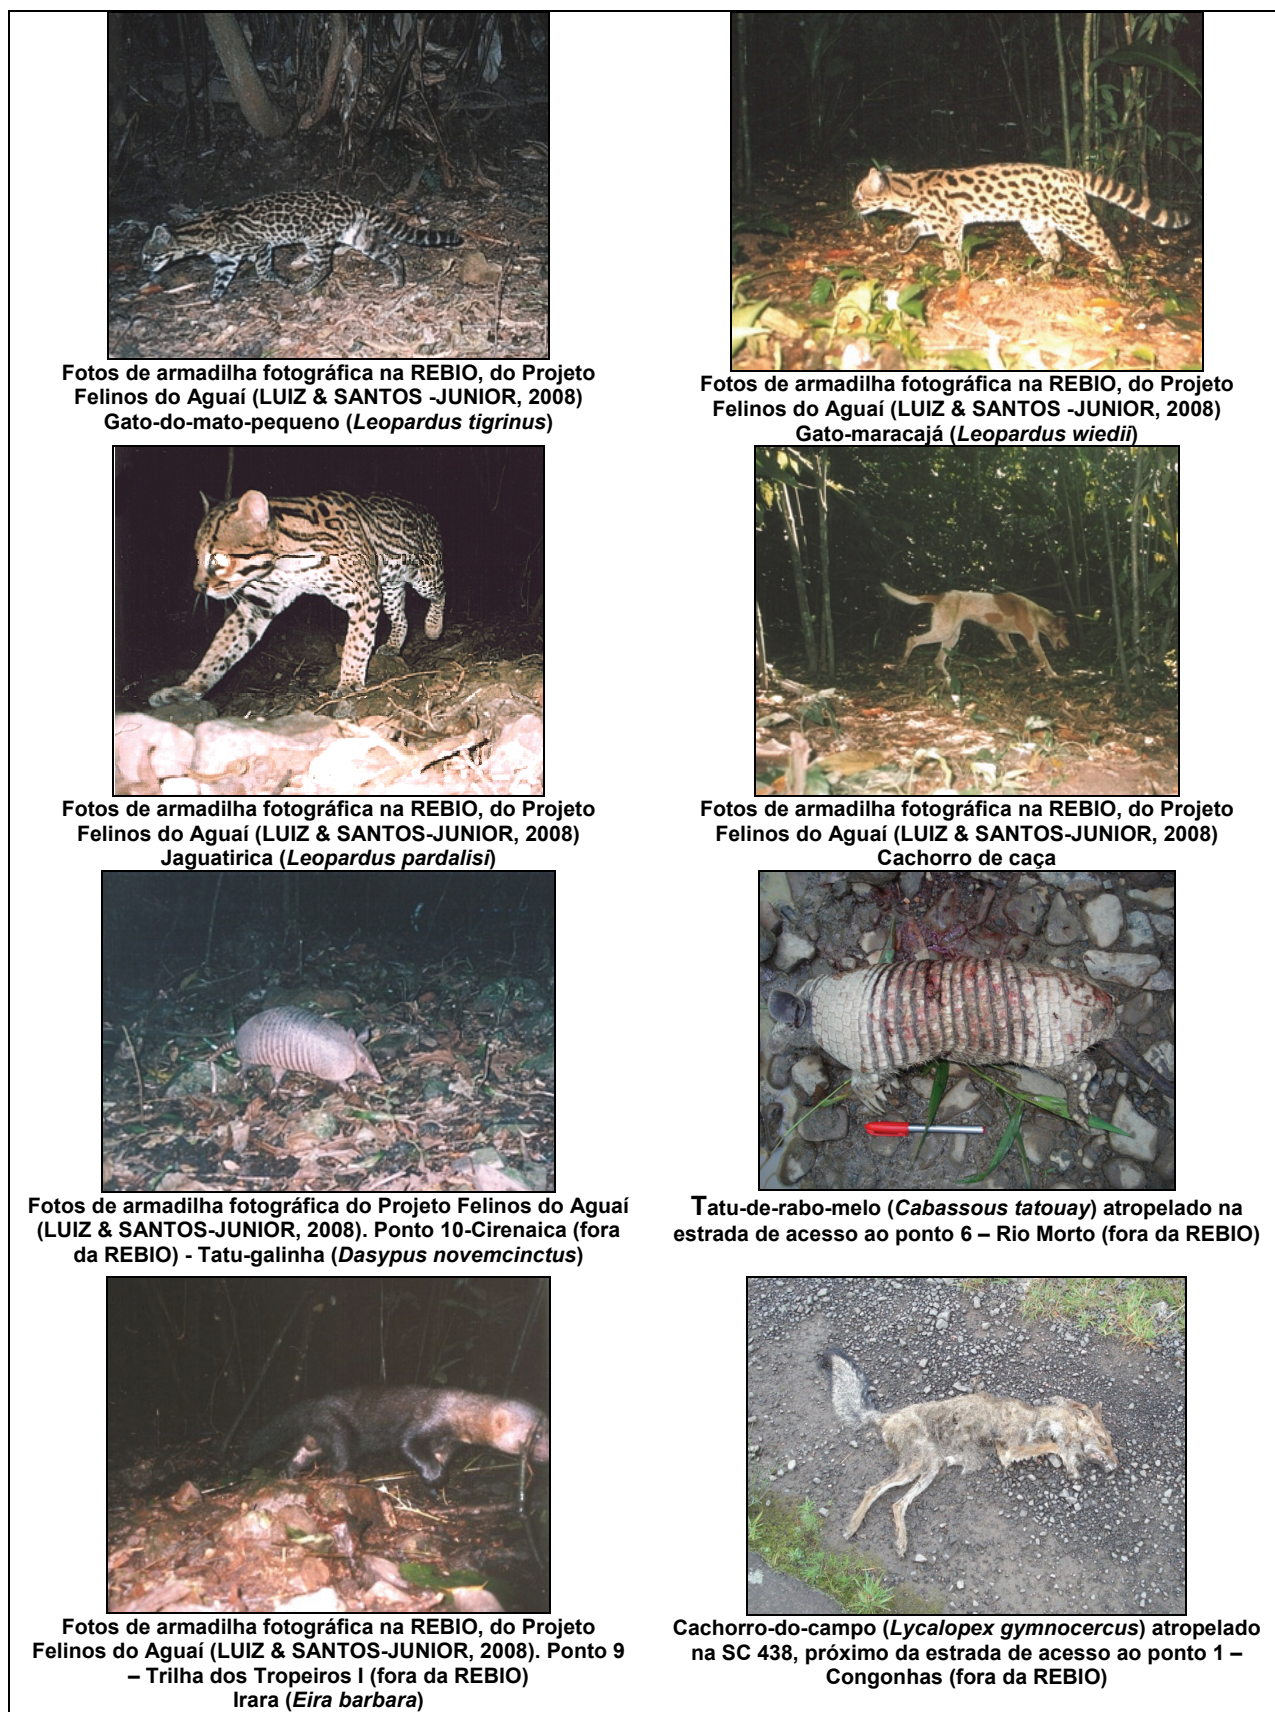 Fotos de armadilha fotográfica na REBIO, do Projeto
Felinos do Aguaí (LUIZ & SANTOS -JUNIOR, 2008)
Gato-do-mato-pequeno (Leopardus tigrinus)
Fotos de armadilha fotográfica na REBIO, do Projeto
Felinos do Aguaí (LUIZ & SANTOS -JUNIOR, 2008)
Gato-maracajá (Leopardus wiedii)
Fotos de armadilha fotográfica na REBIO, do Projeto
Felinos do Aguaí (LUIZ & SANTOS-JUNIOR, 2008)
Jaguatirica (Leopardus pardalisi)
Fotos de armadilha fotográfica na REBIO, do Projeto
Felinos do Aguaí (LUIZ & SANTOS-JUNIOR, 2008)
Cachorro de caça
Fotos de armadilha fotográfica do Projeto Felinos do Aguaí
(LUIZ & SANTOS-JUNIOR, 2008). Ponto 10-Cirenaica (fora
da REBIO) - Tatu-galinha (Dasypus novemcinctus)
Tatu-de-rabo-melo (Cabassous tatouay) atropelado na
estrada de acesso ao ponto 6 – Rio Morto (fora da REBIO)
Fotos de armadilha fotográfica na REBIO, do Projeto
Felinos do Aguaí (LUIZ & SANTOS-JUNIOR, 2008). Ponto 9
– Trilha dos Tropeiros I (fora da REBIO)
Irara (Eira barbara)
Cachorro-do-campo (Lycalopex gymnocercus) atropelado
na SC 438, próximo da estrada de acesso ao ponto 1 –
Congonhas (fora da REBIO)